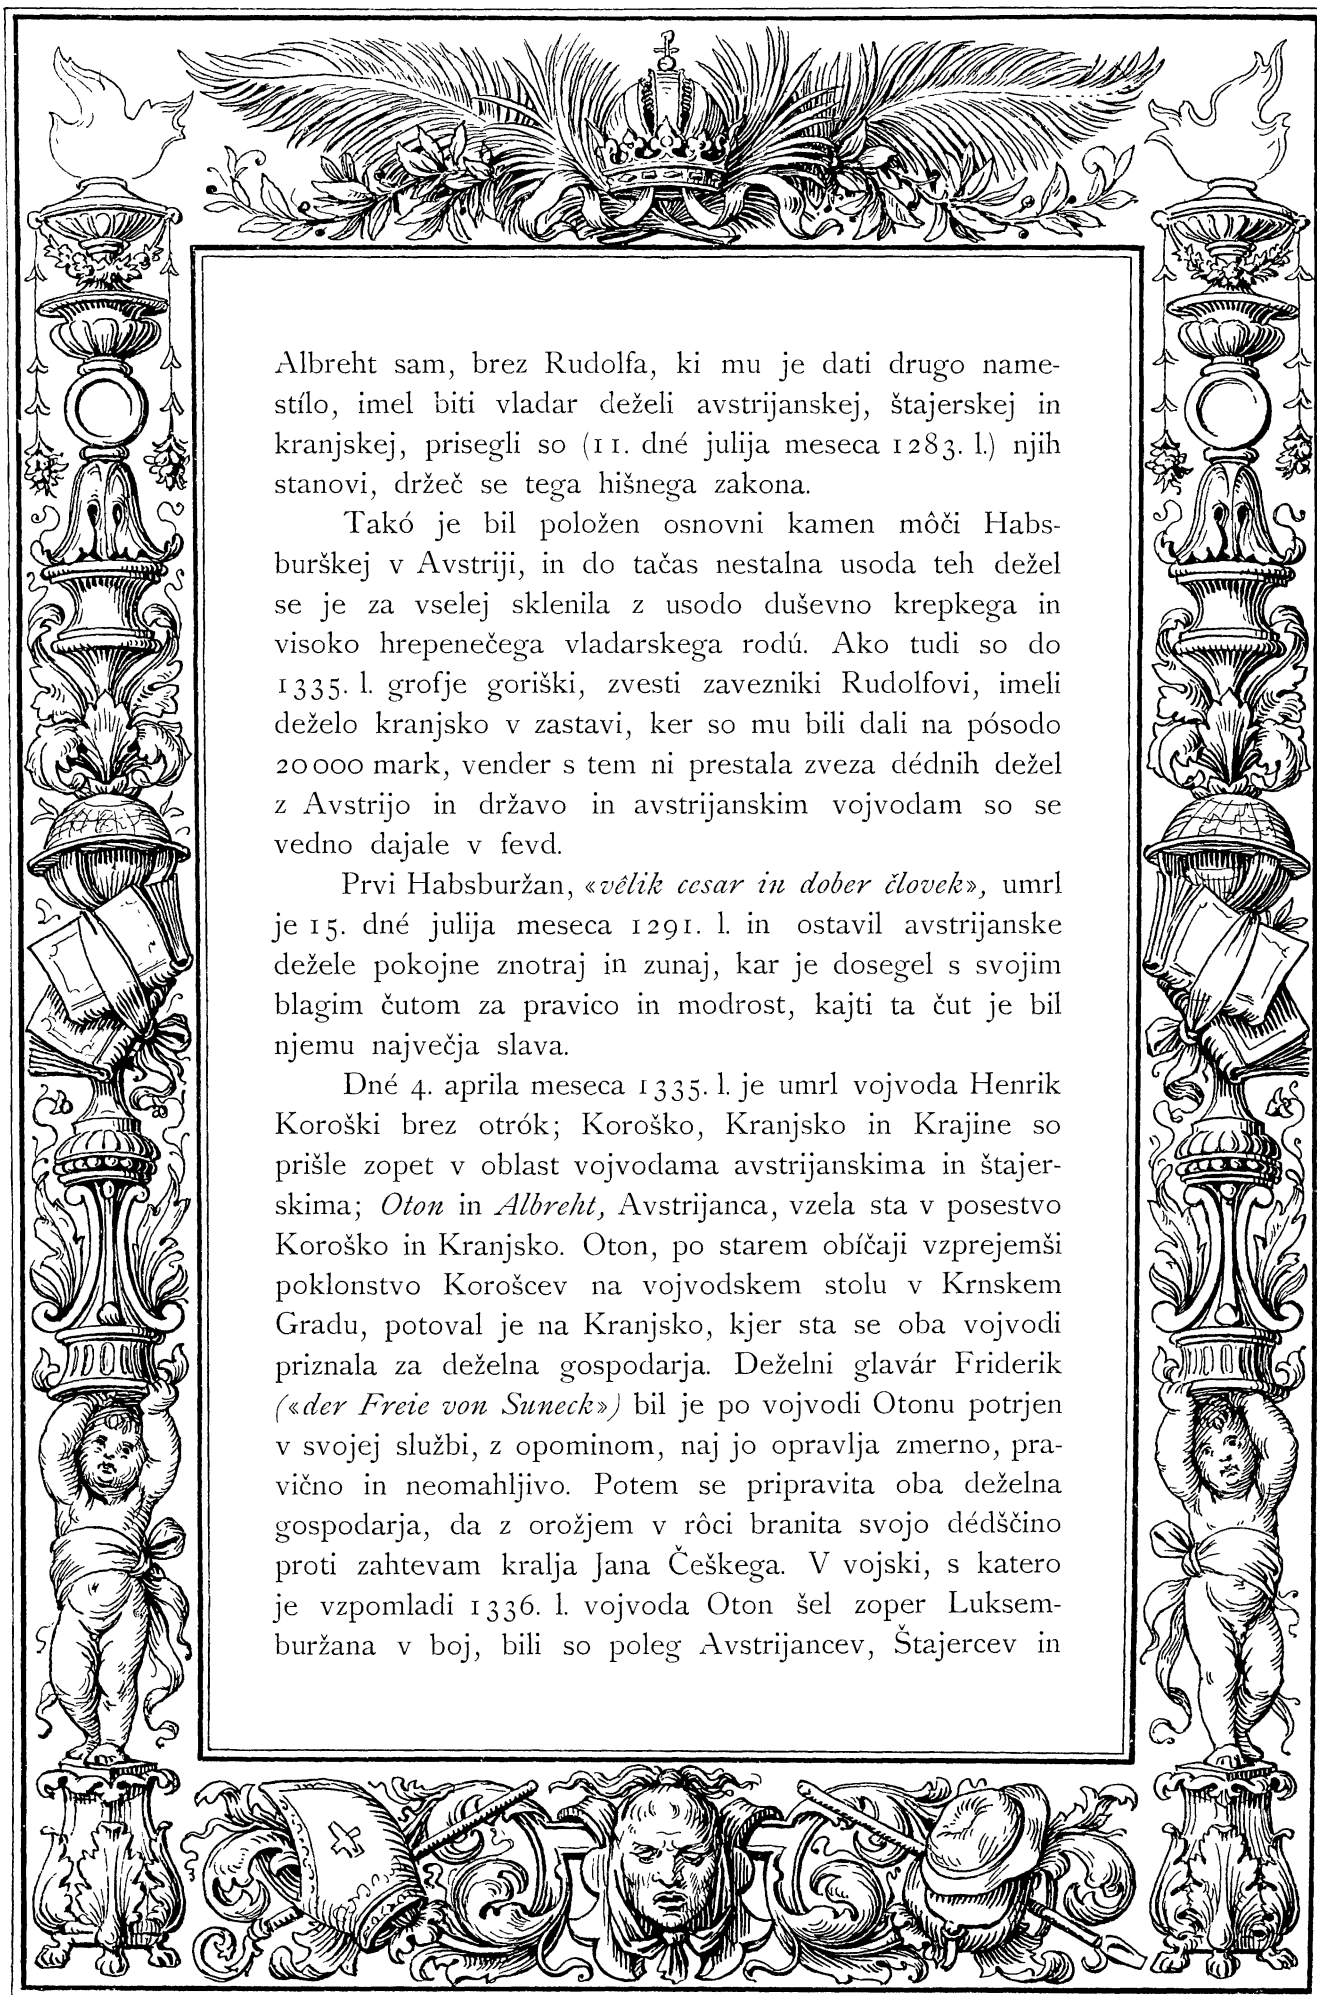 Albreht sam, brez Rudolfa, ki mu je dati drugo name-
stílo, imel biti vladar deželi avstrijanskej, štajerskej in
kranjskej, prisegli so (11. dné julija meseca 1283. l.) njih
stanovi, držeč se tega hišnega zakona.
Takó je bil položen osnovni kamen môči Habs-
burškej v Avstriji, in do tačas nestalna usoda teh dežel
se je za vselej sklenila z usodo duševno krepkega in
visoko hrepenečega vladarskega rodú. Ako tudi so do
1335. l. grofje goriški, zvesti zavezniki Rudolfovi, imeli
deželo kranjsko v zastavi, ker so mu bili dali na pósodo
20000 mark, vender s tem ni prestala zveza dédnih dežel
z Avstrijo in državo in avstrijanskim vojvodam so se
vedno dajale v fevd.
Prvi Habsburžan, «vêlik cesar in dober človek», umrl
je 15. dné julija meseca 1291. l. in ostavil avstrijanske
dežele pokojne znotraj in zunaj, kar je dosegel s svojim
blagim čutom za pravico in modrost, kajti ta čut je bil
njemu največja slava.
Dné 4. aprila meseca 1335. l. je umrl vojvoda Henrik
Koroški brez otrók; Koroško, Kranjsko in Krajine so
prišle zopet v oblast vojvodama avstrijanskima in štajer-
skima; Oton in Albreht, Avstrijanca, vzela sta v posestvo
Koroško in Kranjsko. Oton, po starem obíčaji vzprejemši
poklonstvo Korošcev na vojvodskem stolu v Krnskem
Gradu, potoval je na Kranjsko, kjer sta se oba vojvodi
priznala za deželna gospodarja. Deželni glavár Friderik
(«der Freie von Suneck») bil je po vojvodi Otonu potrjen
v svojej službi, z opominom, naj jo opravlja zmerno, pra-
vično in neomahljivo. Potem se pripravita oba deželna
gospodarja, da z orožjem v rôci branita svojo dédščino
proti zahtevam kralja Jana Češkega. V vojski, s katero
je vzpomladi 1336. l. vojvoda Oton šel zoper Luksem-
buržana v boj, bili so poleg Avstrijancev, Štajercev in